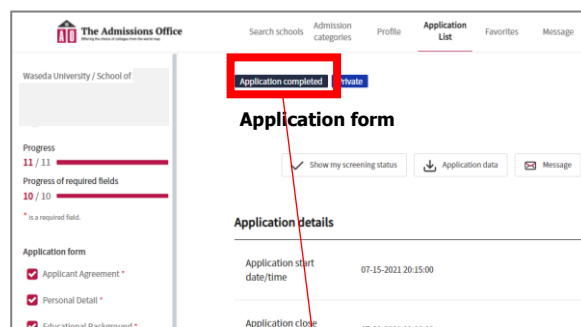 The Admissions Office
Offering the choice of colleges from the world map
Search schools
Admission
categories
Profile
Application
List
Favorites
Message
Waseda University / School of
Application completed
Private
Application form
Progress
11 / 11
Show my screening status
Application data
Message
Progress of required fields
10 / 10
* is a required field.
Application details
Application form
Application start
date/time
07-15-2021 20:15:00
Applicant Agreement *
Personal Detail *
Application close
Educational Background *